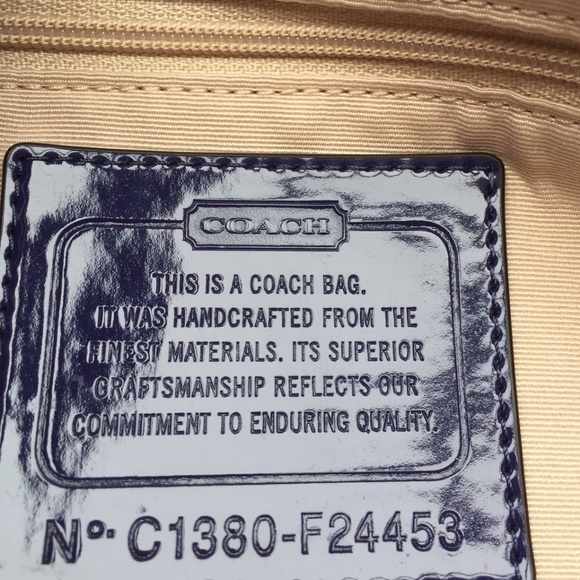 COACH
THIS IS A COACH BAG.
IT WAS HANDCRAFTED FROM THE
FINEST MATERIALS. ITS SUPERIOR
CRAFTSMANSHIP REFLECTS OUR
COMMITMENT TO ENDURING QUALITY.
Nº. C1380-F24453